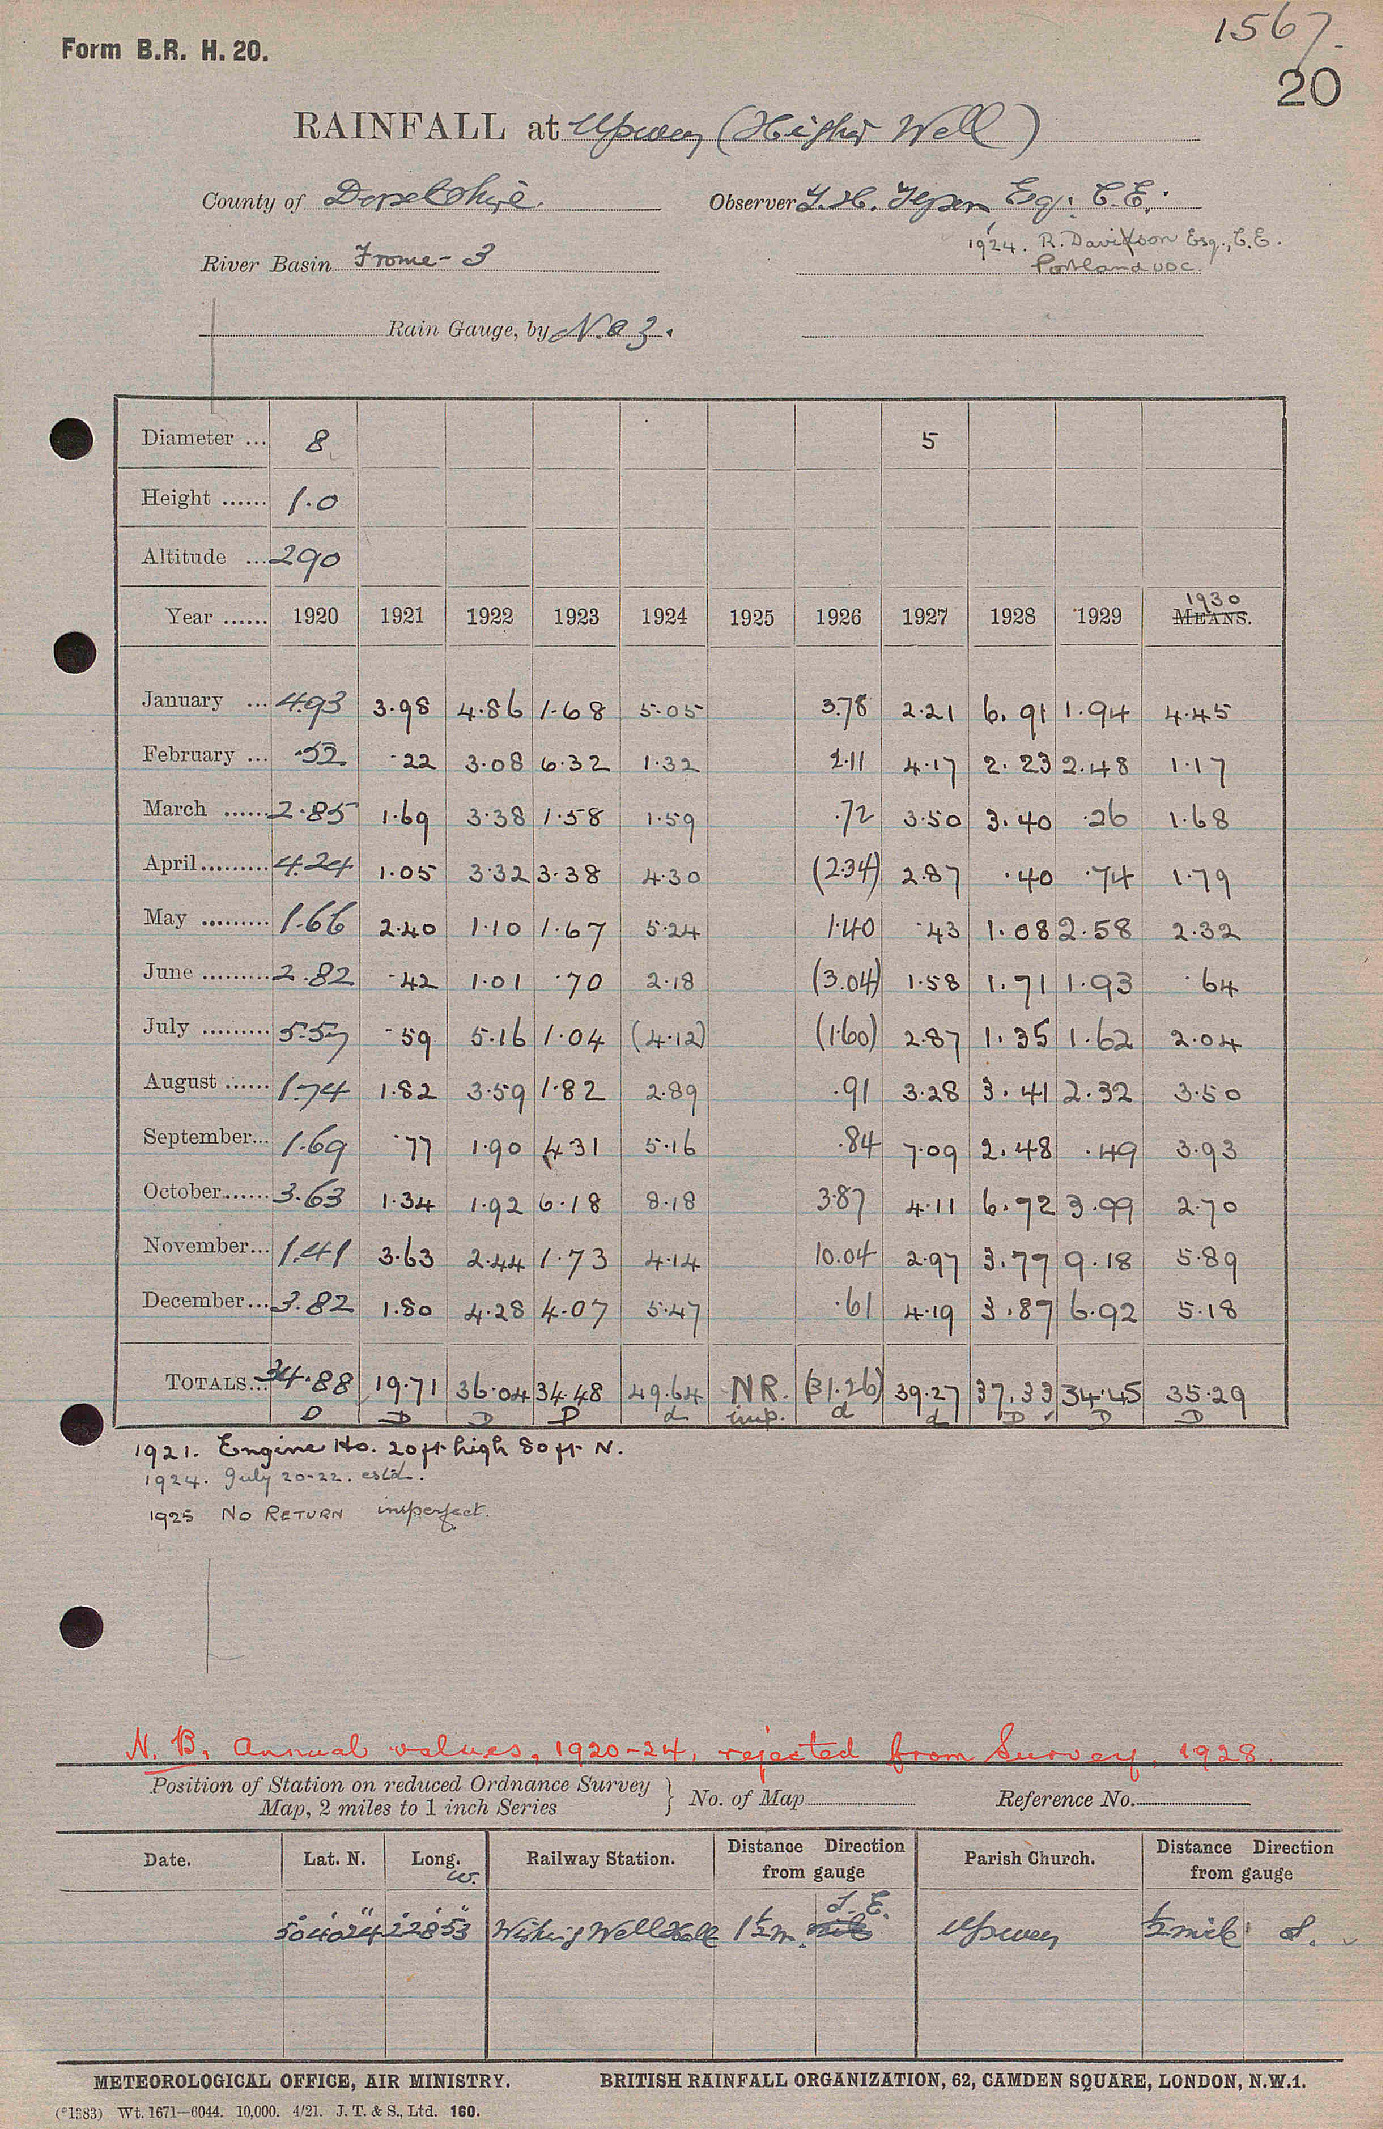 1567.
Form B.R. H. 20.
20
RAINFALL at Upwey (Higher Well)
County of Dorsetshire. Observer Esq: C.E.
1924. R. Davidson Esq., C.E.
River Basin Frome - 3 Portland UDC.
Rain Gauge, by No 3.
Diameter ... 8 5
Height ...... 1.0
Altitude ... 290
Year ...... 1920 1921 1922 1923 1924 1925 1926 1927 1928 1929 1930 MEANS.
January ... 4.93 3.98 4.86 1.68 5.05 3.78 2.21 6.91 1.94 4.45
February ... .52 .22 3.08 6.32 1.32 2.11 4.17 2.23 2.48 1.17
March ...... 2.85 1.69 3.38 1.58 1.59 .72 3.50 3.40 .26 1.68
April ......... 4.24 1.05 3.32 3.38 4.30 (2.34) 2.87 .40 .74 1.79
May ......... 1.66 2.40 1.10 1.67 5.24 1.40 .43 1.08 2.58 2.32
June ......... 2.82 .42 1.01 .70 2.18 (3.04) 1.58 1.71 1.93 .64
July ......... 5.57 .59 5.16 1.04 (4.12) (1.60) 2.87 1.35 1.62 2.04
August ...... 1.74 1.82 3.59 1.82 2.89 .91 3.28 3.41 2.32 3.50
September... 1.69 .77 1.90 4.31 5.16 .84 7.09 2.48 .49 3.93
October....... 3.63 1.34 1.92 6.18 8.18 3.87 4.11 6.72 3.99 2.70
November... 1.41 3.63 2.44 1.73 4.14 10.04 2.97 3.77 9.18 5.89
December... 3.82 1.80 4.28 4.07 5.47 .61 4.19 3.87 6.92 5.18
TOTALS... 34.88 19.71 36.04 34.48 49.64 NR. (31.26) 39.27 37.33 34.45 35.29
D D D D d imp. d d D D D
1921. Engine Ho. 20 ft high 80 ft N.
1924. July 20-22. estd.
1925 NO RETURN imperfect.
N.B. Annual values, 1920-24, rejected from Survey, 1928.
Position of Station on reduced Ordnance Survey Map, 2 miles to 1 inch Series } No. of Map Reference No.
Date. Lat. N. Long. W. Railway Station. Distance Direction from gauge Parish Church. Distance Direction from gauge
50° 40' 24" 2° 28' 53" Wishing Well Halt 1½ m. S.E. Upwey ½ mile S.
METEOROLOGICAL OFFICE, AIR MINISTRY. BRITISH RAINFALL ORGANIZATION, 62, CAMDEN SQUARE, LONDON, N.W.1.
(*1383) Wt. 1671—6044. 10,000. 4/21. J. T. & S., Ltd. 160.